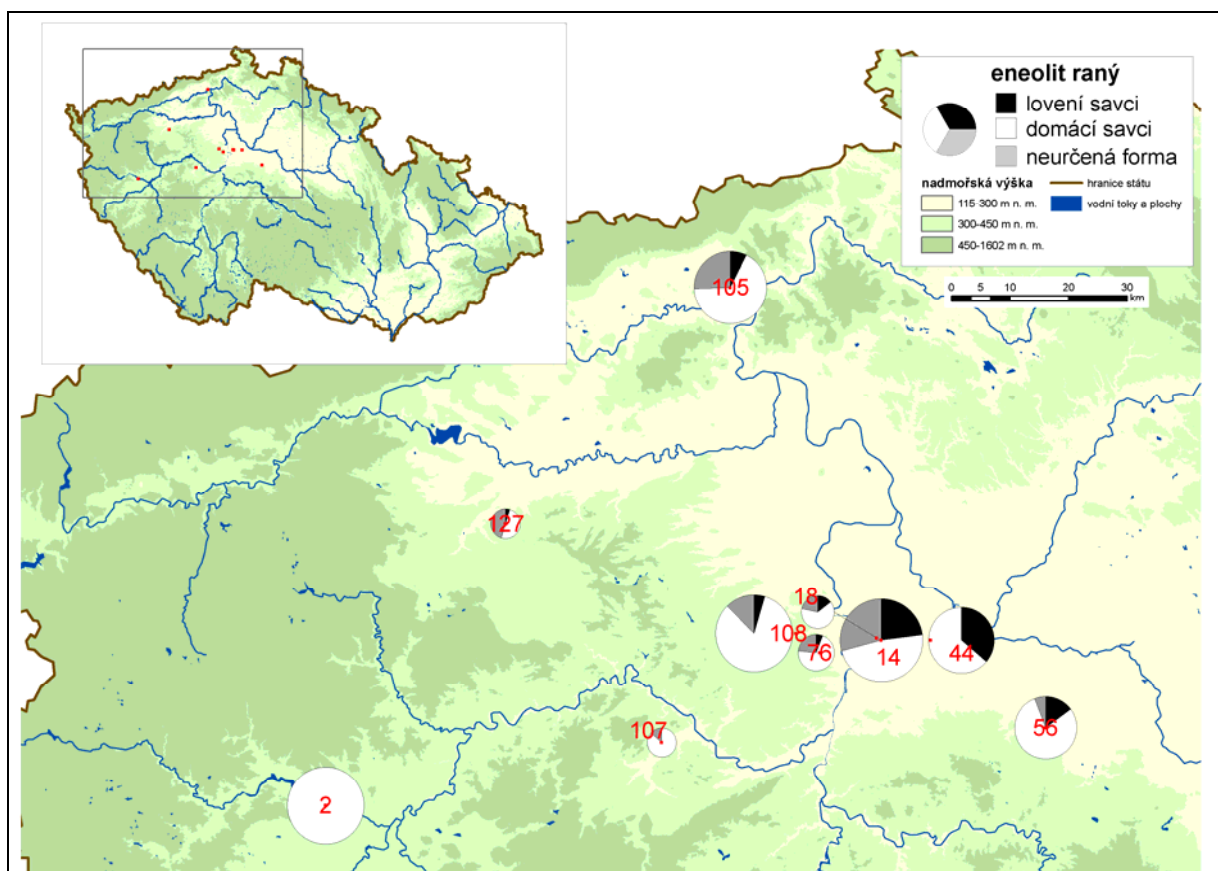 eneolit raný
lovení savci
domácí savci
neurčená forma
nadmořská výška
hranice státu
115-300 m n. m.
vodní toky a plochy
300-450 m n. m.
450-1602 m n. m.
0 5 10 20 30
km
105
127
18
108
76
14
44
107
56
2